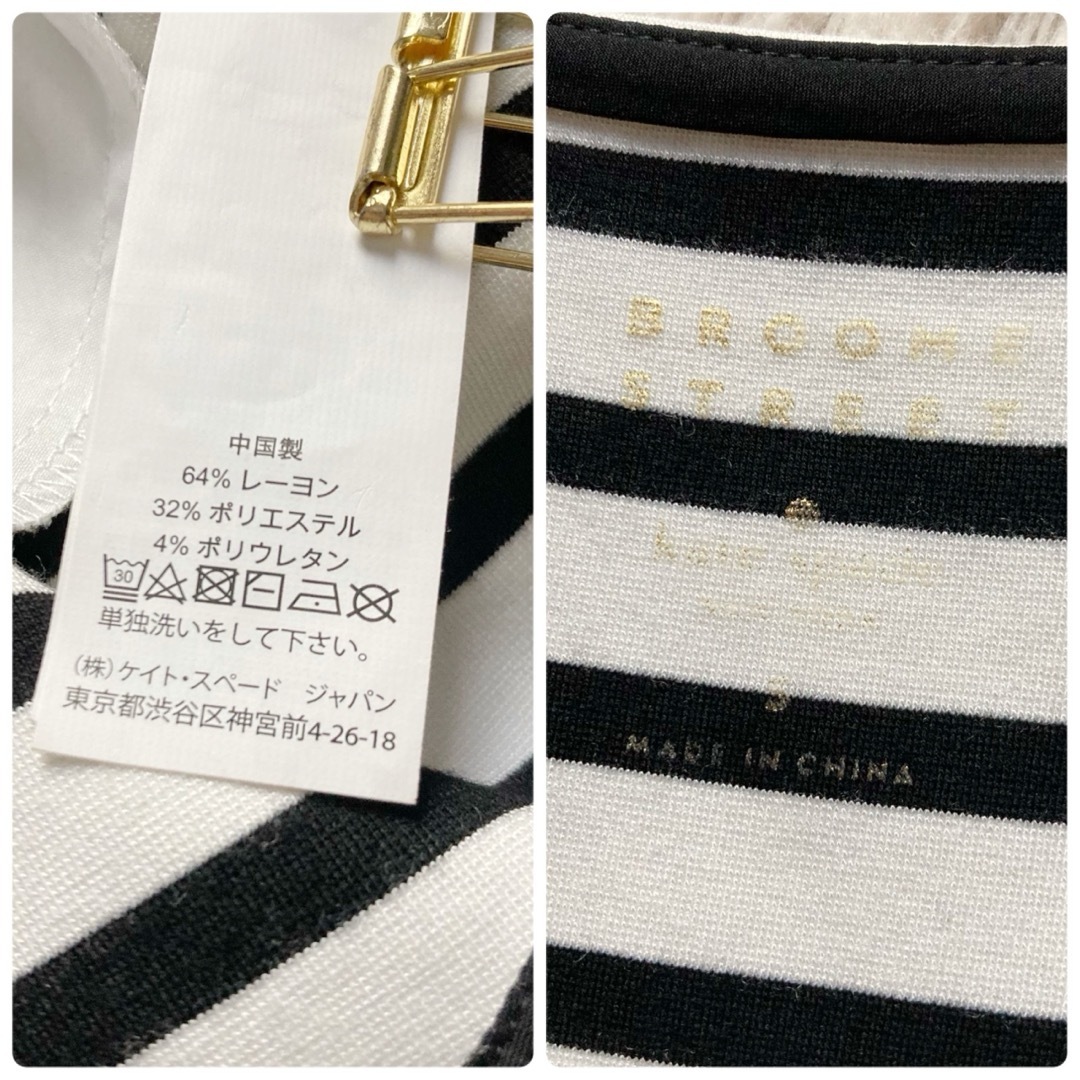 中国製
64% レーヨン
32% ポリエステル
4% ポリウレタン
30
単独洗いをして下さい。
(株)ケイト・スペード ジャパン
東京都渋谷区神宮前4-26-18
BROOME
STREET
kate spade
S
MADE IN CHINA